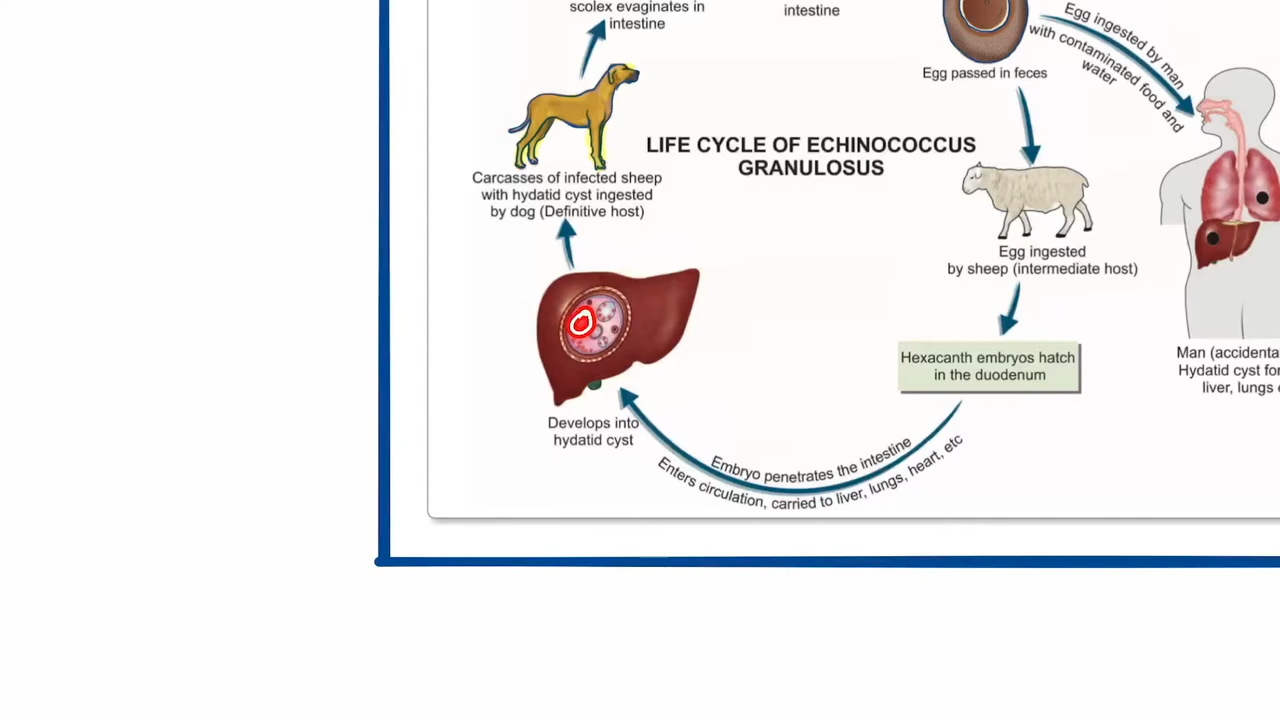 scolex evaginates in
intestine
intestine
Egg ingested by man
with contaminated food and
water
Egg passed in feces
LIFE CYCLE OF ECHINOCOCCUS
GRANULOSUS
Carcasses of infected sheep
with hydatid cyst ingested
by dog (Definitive host)
Egg ingested
by sheep (intermediate host)
Hexacanth embryos hatch
in the duodenum
Man (accidenta
Hydatid cyst for
liver, lungs
Develops into
hydatid cyst
Embryo penetrates the intestine
Enters circulation, carried to liver, lungs, heart, etc